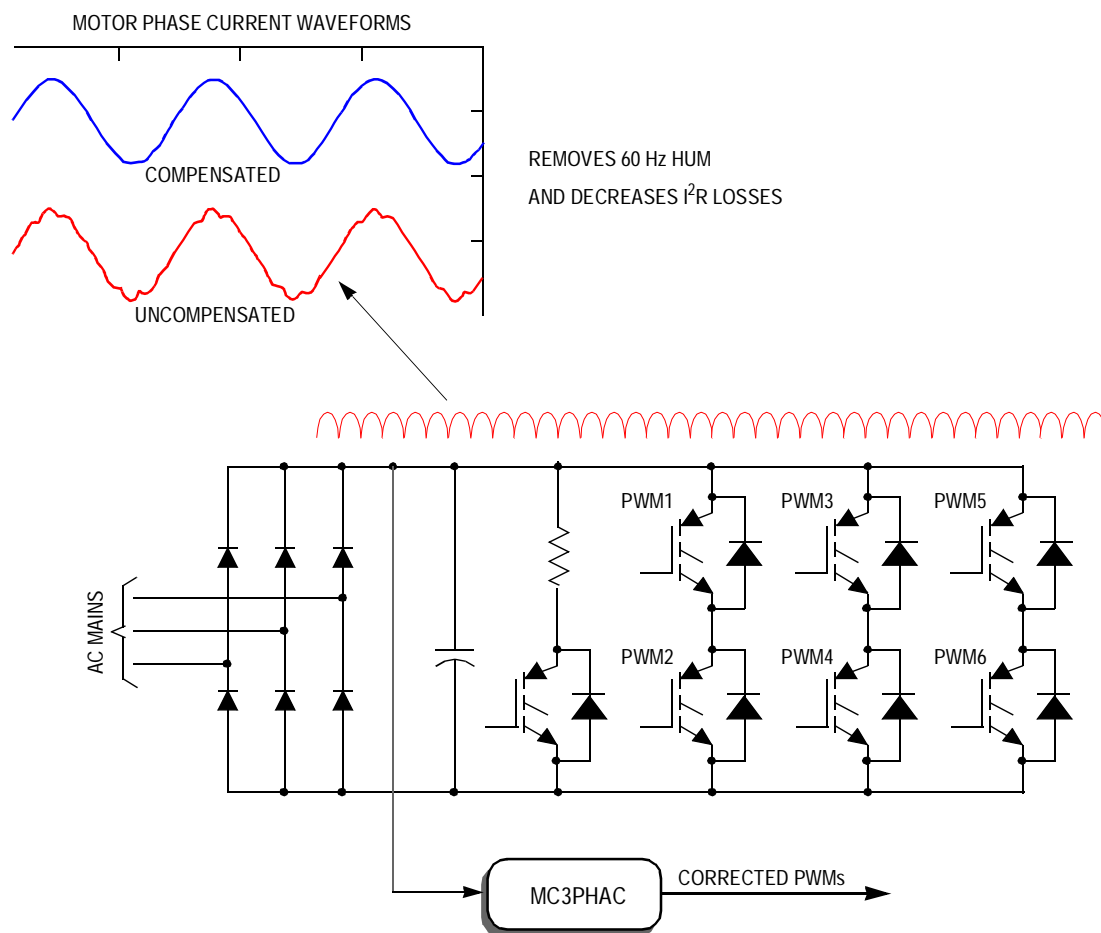 MOTOR PHASE CURRENT WAVEFORMS
COMPENSATED
REMOVES 60 Hz HUM
AND DECREASES I²R LOSSES
UNCOMPENSATED
PWM1
PWM3
PWM5
AC MAINS
PWM2
PWM4
PWM6
MC3PHAC
CORRECTED PWMs